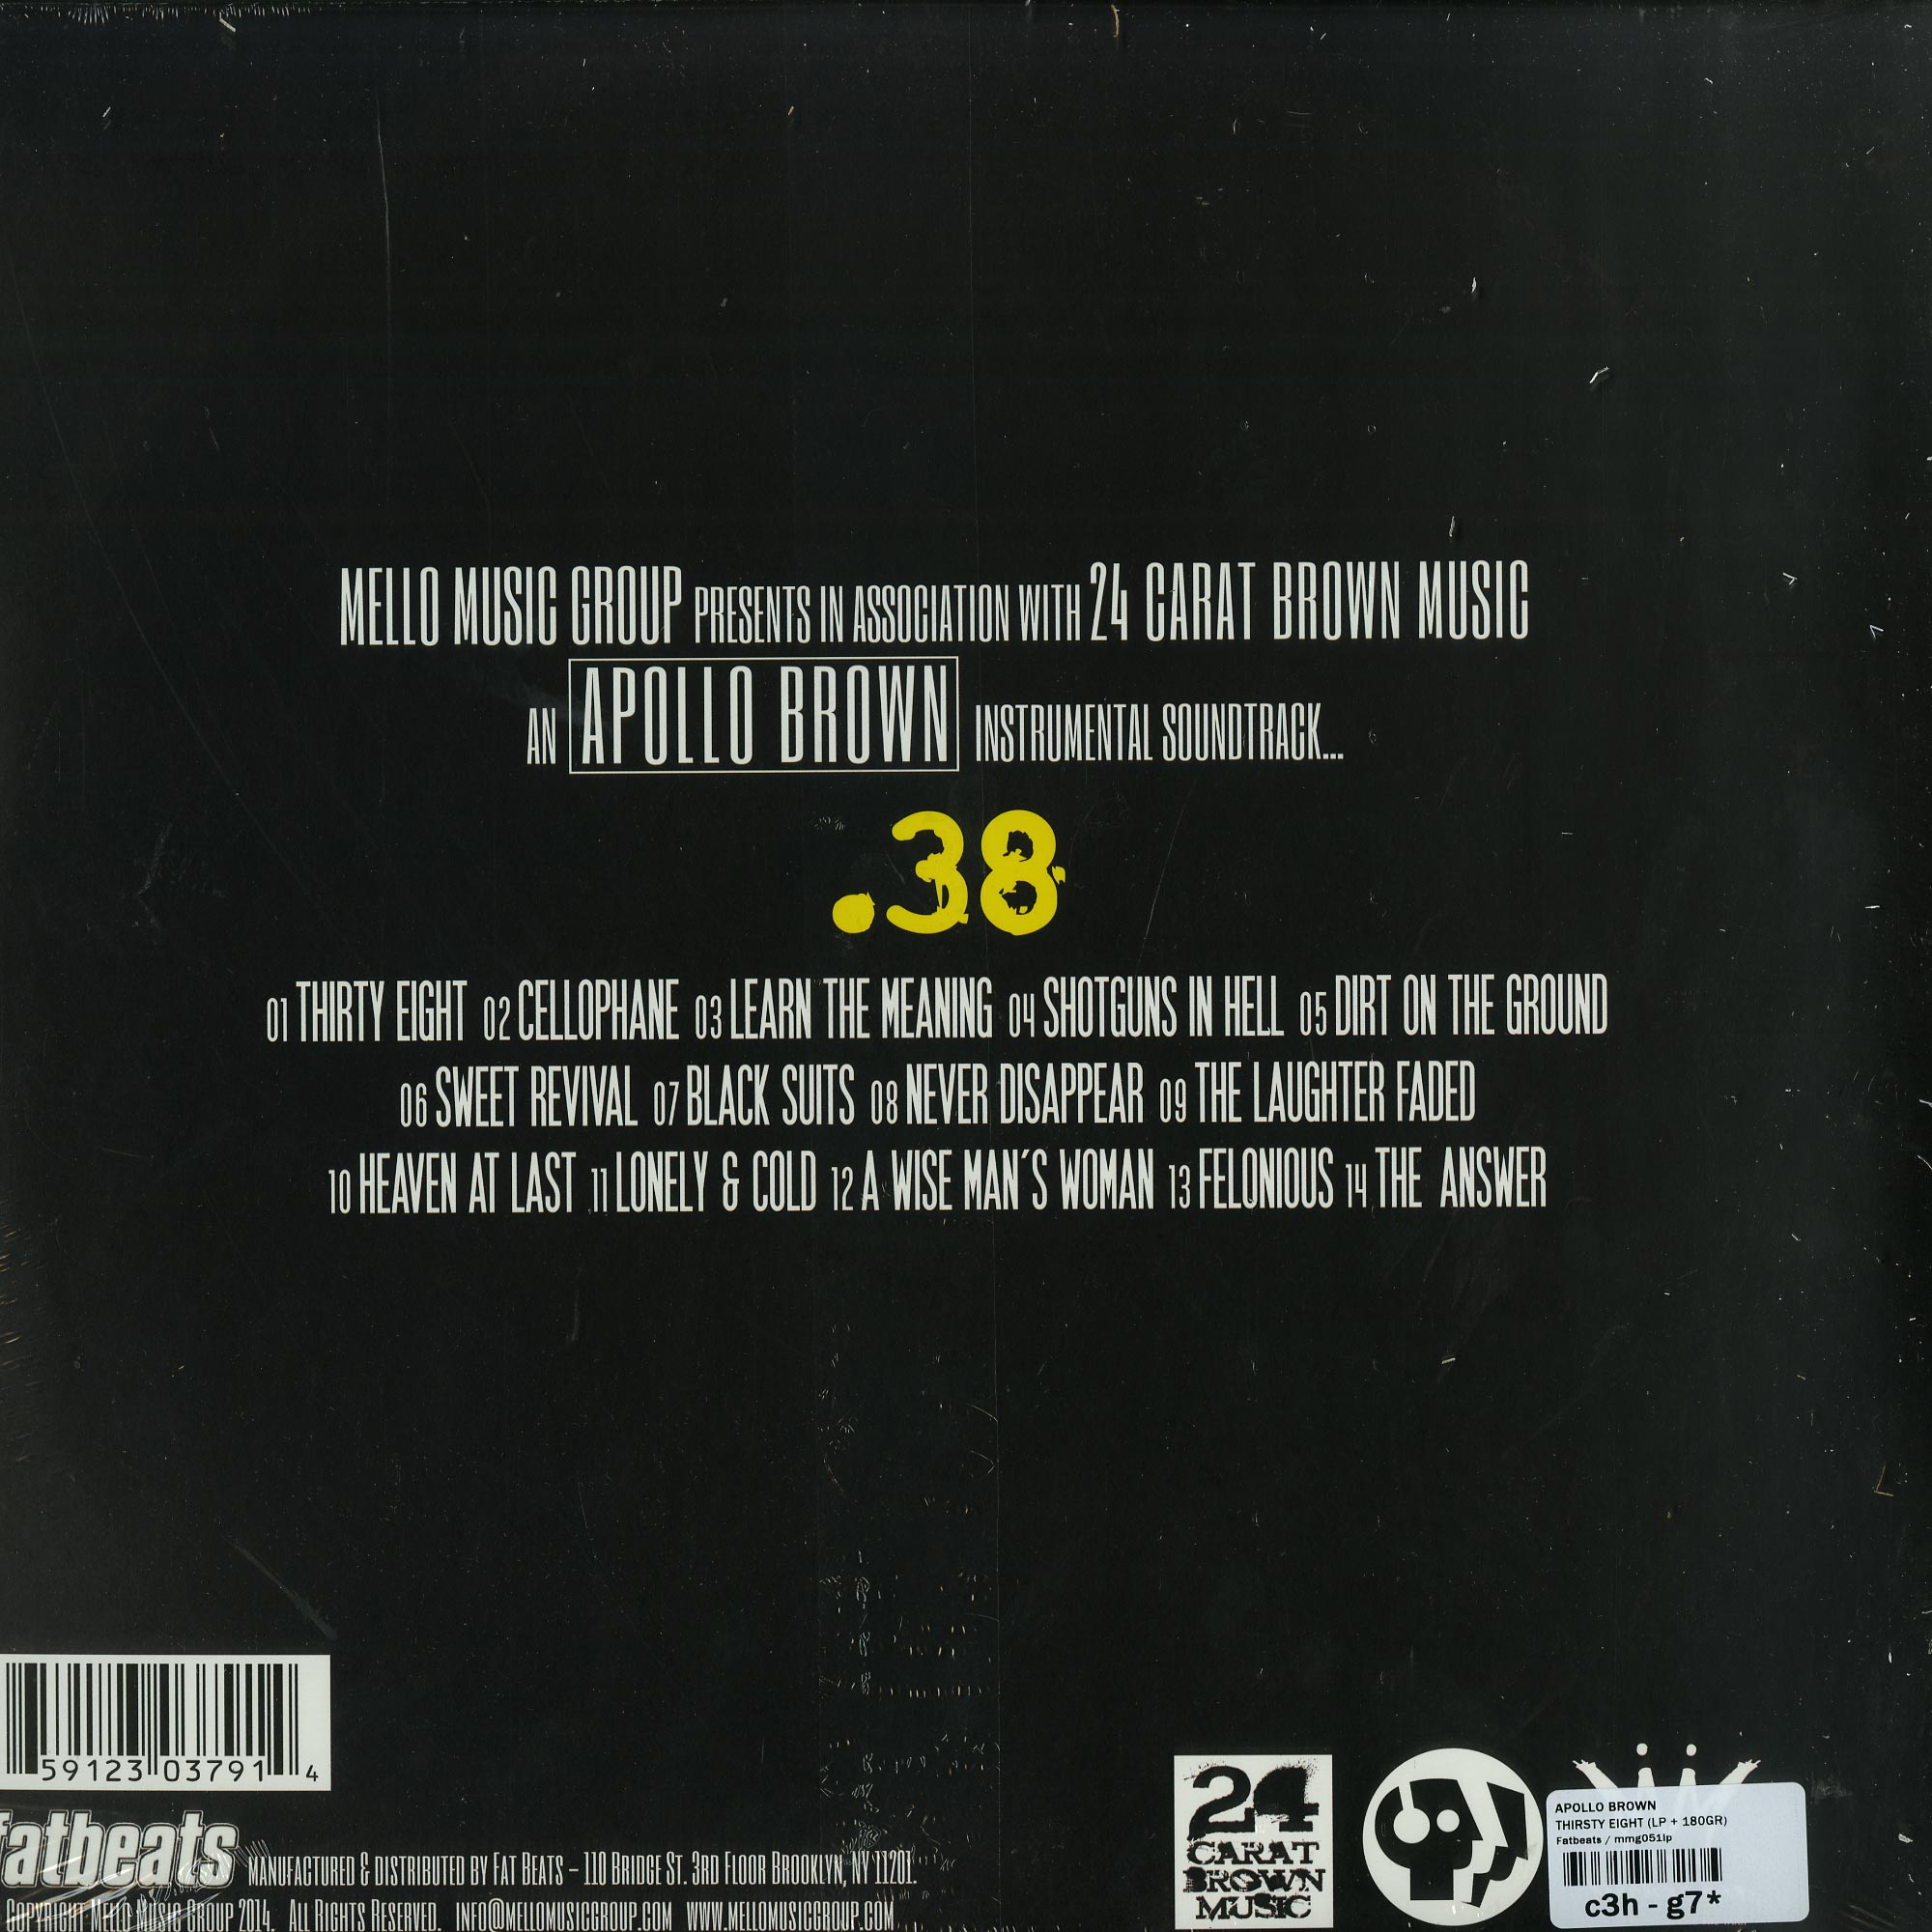 MELLO MUSIC GROUP PRESENTS IN ASSOCIATION WITH 24 CARAT BROWN MUSIC
AN APOLLO BROWN INSTRUMENTAL SOUNDTRACK...
.38
01 THIRTY EIGHT 02 CELLOPHANE 03 LEARN THE MEANING 04 SHOTGUNS IN HELL 05 DIRT ON THE GROUND
06 SWEET REVIVAL 07 BLACK SUITS 08 NEVER DISAPPEAR 09 THE LAUGHTER FADED
10 HEAVEN AT LAST 11 LONELY & COLD 12 A WISE MAN´S WOMAN 13 FELONIOUS 14 THE ANSWER
59123 03791 4
fatbeats
MANUFACTURED & DISTRIBUTED BY FAT BEATS – 110 BRIDGE ST. 3RD FLOOR BROOKLYN, NY 11201.
COPYRIGHT MELLO MUSIC GROUP 2014. ALL RIGHTS RESERVED. INFO@MELLOMUSICGROUP.COM WWW.MELLOMUSICGROUP.COM
24
CARAT
BROWN
MUSIC
APOLLO BROWN
THIRSTY EIGHT (LP + 180GR)
Fatbeats / mmg051lp
c3h - g7*